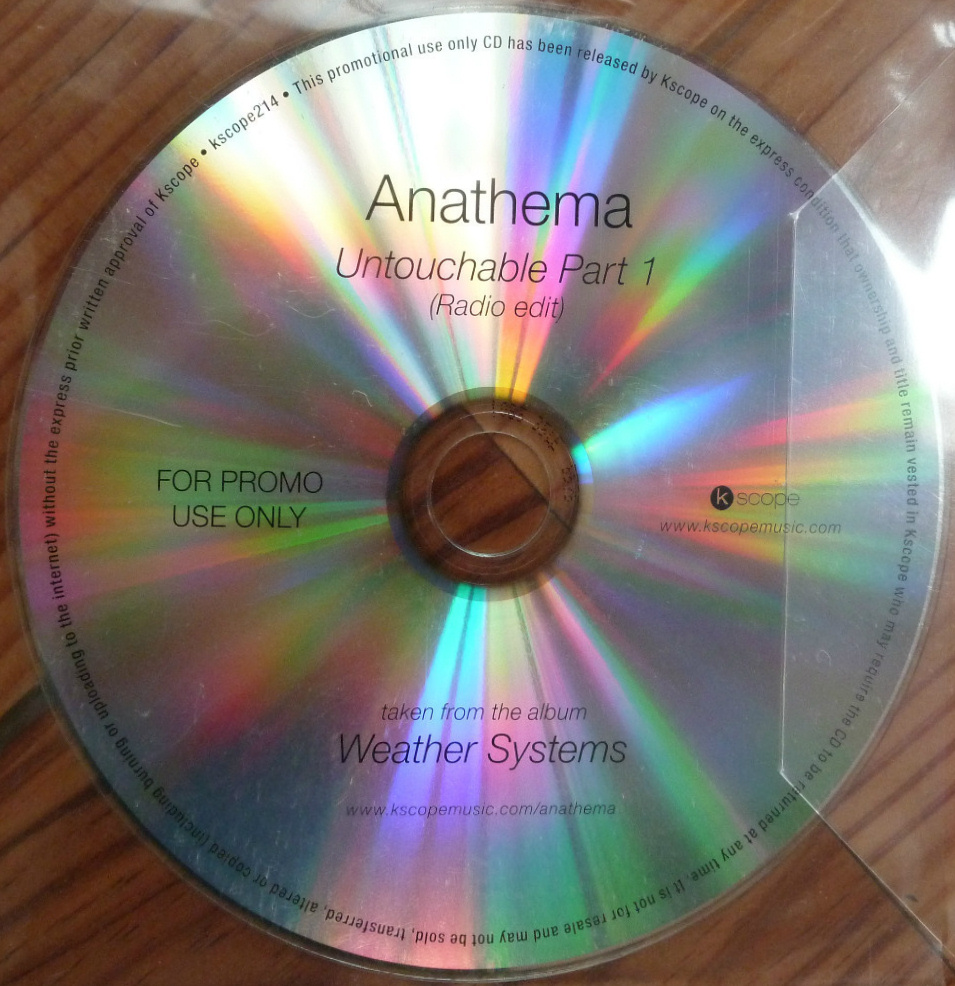 kscope214 • This promotional use only CD has been released by Kscope on the express condition that ownership and title remain vested in Kscope who may require the CD to be returned at any time. It is not for resale and may not be sold, transferred, altered or copied (including burning or uploading to the internet) without the express prior written approval of Kscope •
Anathema
Untouchable Part 1
(Radio edit)
FOR PROMO
USE ONLY
k scope
www.kscopemusic.com
taken from the album
Weather Systems
www.kscopemusic.com/anathema